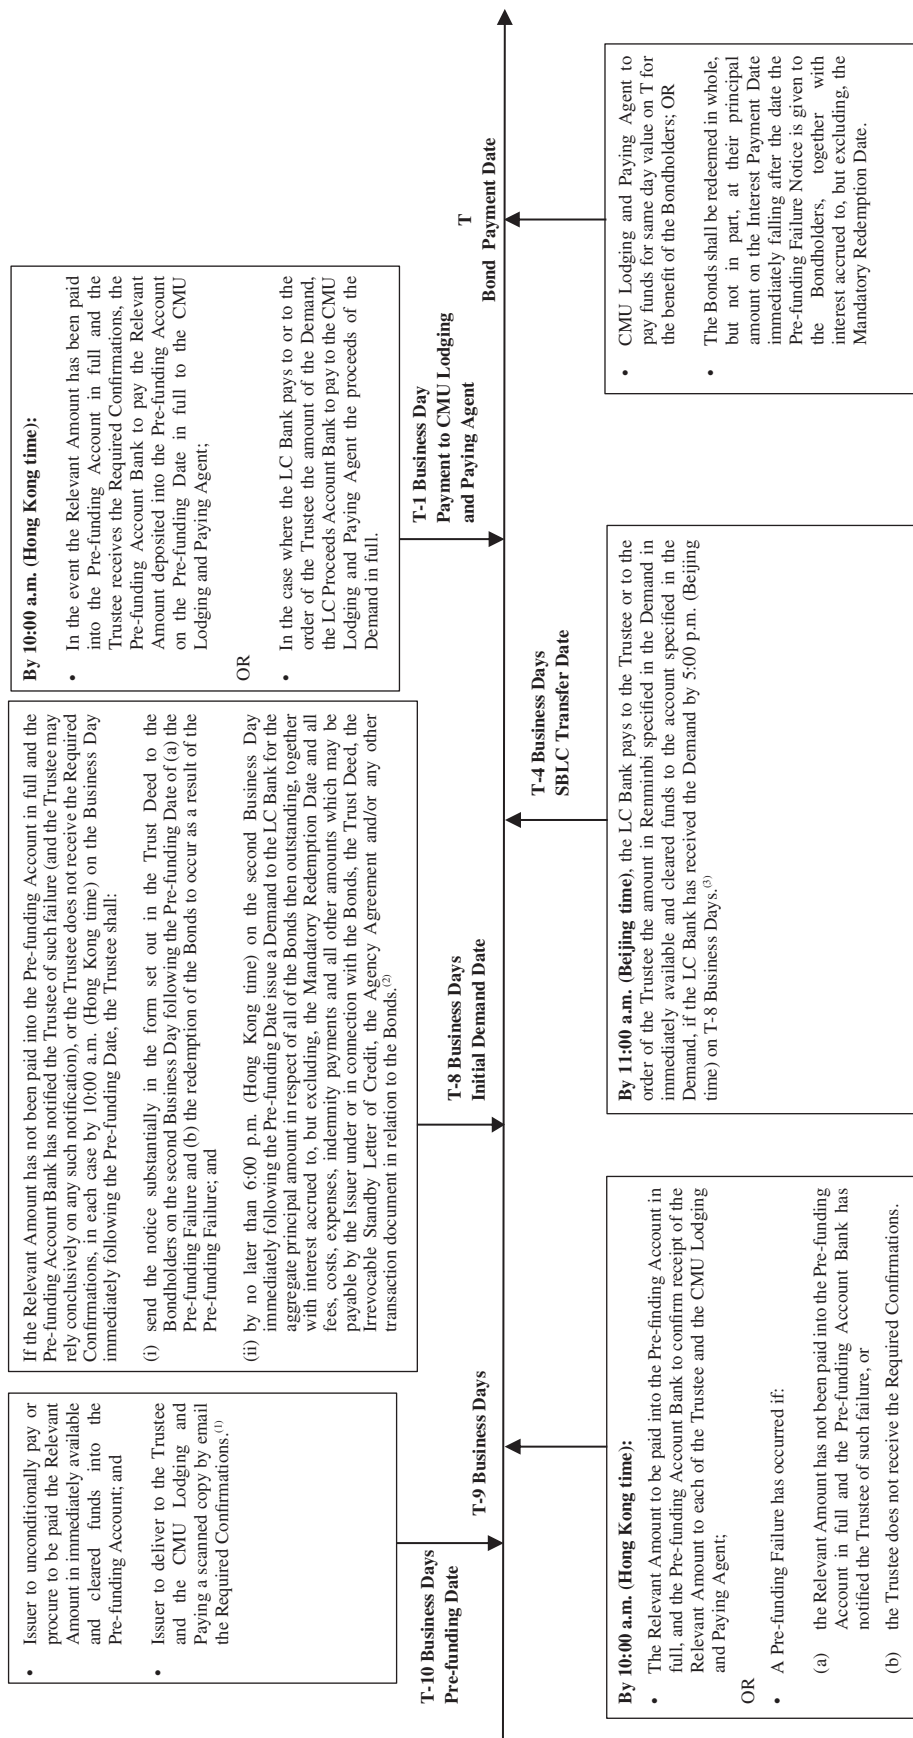 • Issuer to unconditionally pay or
procure to be paid the Relevant
Amount in immediately available
and cleared funds into the
Pre-funding Account; and
• Issuer to deliver to the Trustee
and the CMU Lodging and
Paying a scanned copy by email
the Required Confirmations.(1)
If the Relevant Amount has not been paid into the Pre-funding Account in full and the
Pre-funding Account Bank has notified the Trustee of such failure (and the Trustee may
rely conclusively on any such notification), or the Trustee does not receive the Required
Confirmations, in each case by 10:00 a.m. (Hong Kong time) on the Business Day
immediately following the Pre-funding Date, the Trustee shall:
(i) send the notice substantially in the form set out in the Trust Deed to the
Bondholders on the second Business Day following the Pre-funding Date of (a) the
Pre-funding Failure and (b) the redemption of the Bonds to occur as a result of the
Pre-funding Failure; and
(ii) by no later than 6:00 p.m. (Hong Kong time) on the second Business Day
immediately following the Pre-funding Date issue a Demand to the LC Bank for the
aggregate principal amount in respect of all of the Bonds then outstanding, together
with interest accrued to, but excluding, the Mandatory Redemption Date and all
fees, costs, expenses, indemnity payments and all other amounts which may be
payable by the Issuer under or in connection with the Bonds, the Trust Deed, the
Irrevocable Standby Letter of Credit, the Agency Agreement and/or any other
transaction document in relation to the Bonds.(2)
By 10:00 a.m. (Hong Kong time):
• In the event the Relevant Amount has been paid
into the Pre-funding Account in full and the
Trustee receives the Required Confirmations, the
Pre-funding Account Bank to pay the Relevant
Amount deposited into the Pre-funding Account
on the Pre-funding Date in full to the CMU
Lodging and Paying Agent;
OR
• In the case where the LC Bank pays to or to the
order of the Trustee the amount of the Demand,
the LC Proceeds Account Bank to pay to the CMU
Lodging and Paying Agent the proceeds of the
Demand in full.
T-10 Business Days
Pre-funding Date
T-9 Business Days
T-8 Business Days
Initial Demand Date
T-4 Business Days
SBLC Transfer Date
T-1 Business Day
Payment to CMU Lodging
and Paying Agent
T
Bond Payment Date
By 10:00 a.m. (Hong Kong time):
• The Relevant Amount to be paid into the Pre-funding Account in
full, and the Pre-funding Account Bank to confirm receipt of the
Relevant Amount to each of the Trustee and the CMU Lodging
and Paying Agent;
OR
• A Pre-funding Failure has occurred if:
(a) the Relevant Amount has not been paid into the Pre-funding
Account in full and the Pre-funding Account Bank has
notified the Trustee of such failure, or
(b) the Trustee does not receive the Required Confirmations.
By 11:00 a.m. (Beijing time), the LC Bank pays to the Trustee or to the
order of the Trustee the amount in Renminbi specified in the Demand in
immediately available and cleared funds to the account specified in the
Demand, if the LC Bank has received the Demand by 5:00 p.m. (Beijing
time) on T-8 Business Days.(3)
• CMU Lodging and Paying Agent to
pay funds for same day value on T for
the benefit of the Bondholders; OR
• The Bonds shall be redeemed in whole,
but not in part, at their principal
amount on the Interest Payment Date
immediately falling after the date the
Pre-funding Failure Notice is given to
the Bondholders, together with
interest accrued to, but excluding, the
Mandatory Redemption Date.